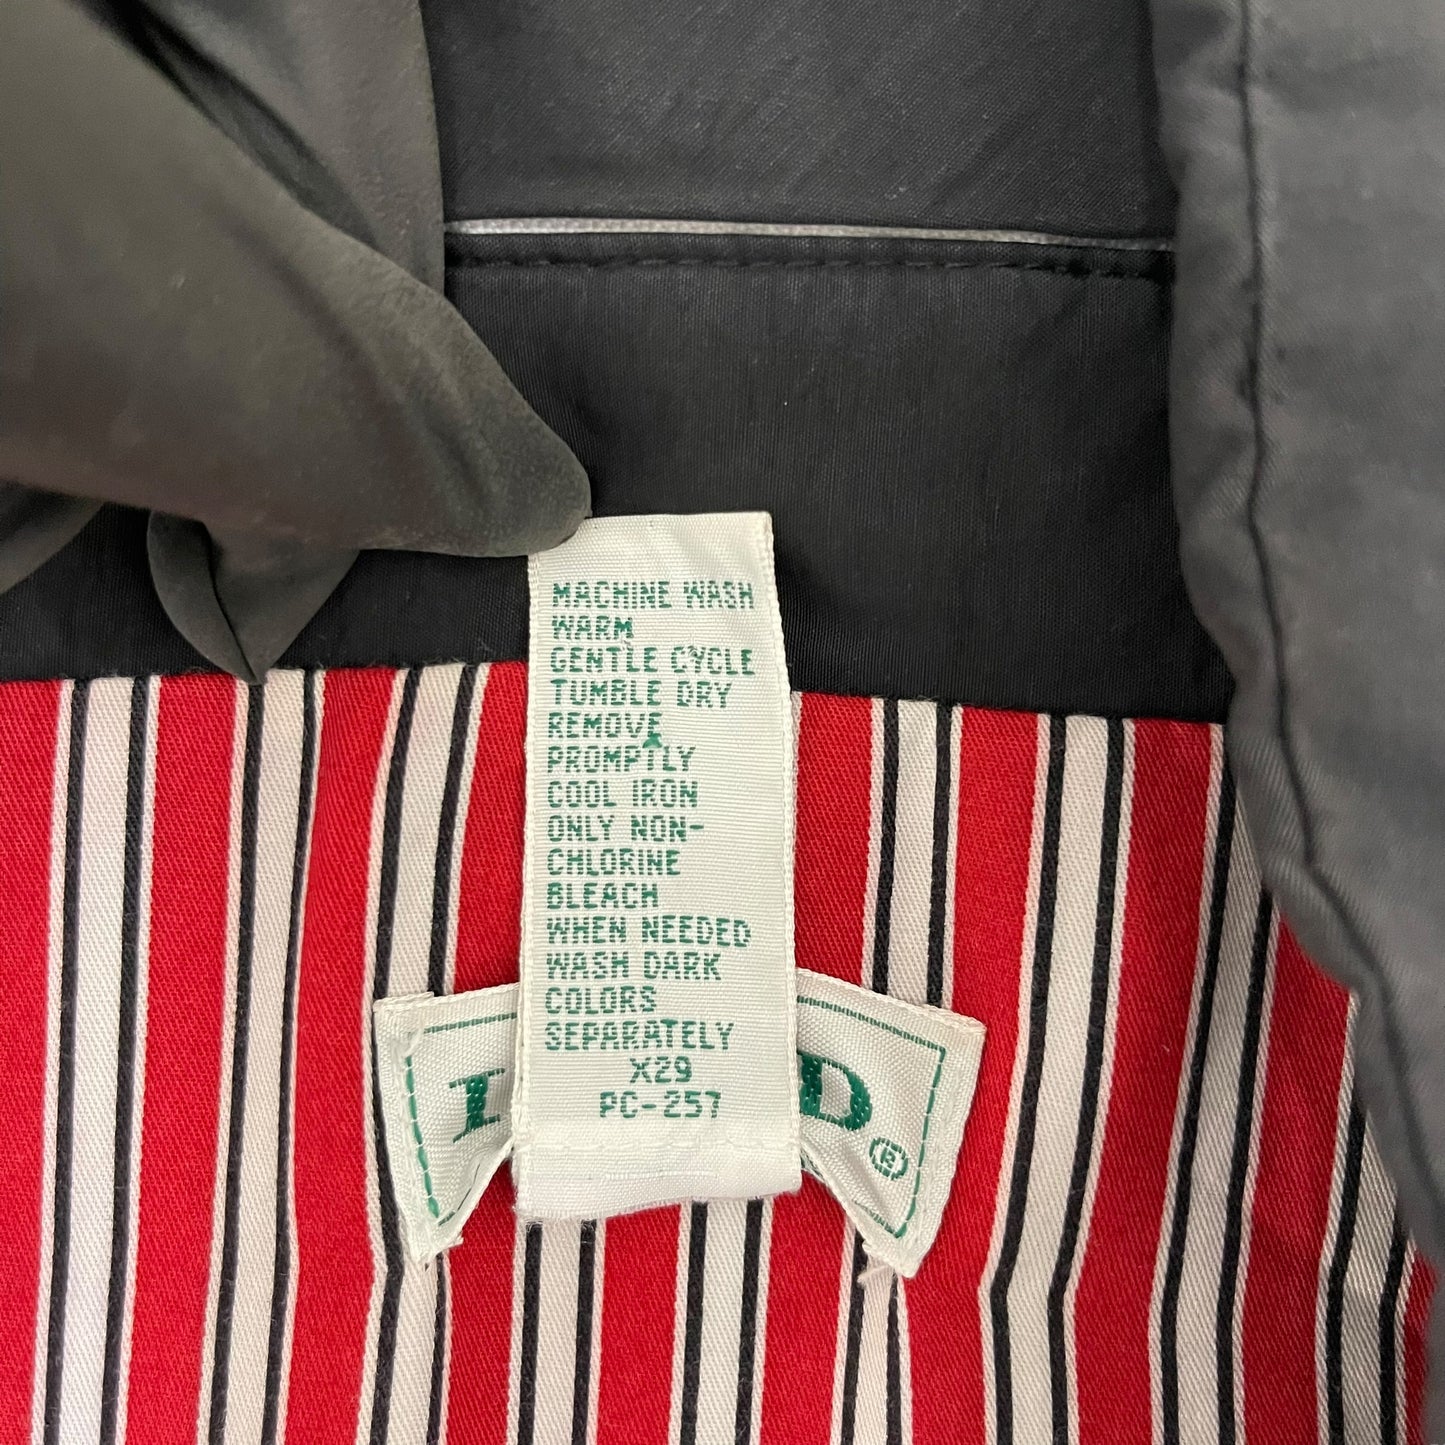 MACHINE WASH
WARM
GENTLE CYCLE
TUMBLE DRY
REMOVE
PROMPTLY
COOL IRON
ONLY NON-
CHLORINE
BLEACH
WHEN NEEDED
WASH DARK
COLORS
SEPARATELY
X29
PC-257